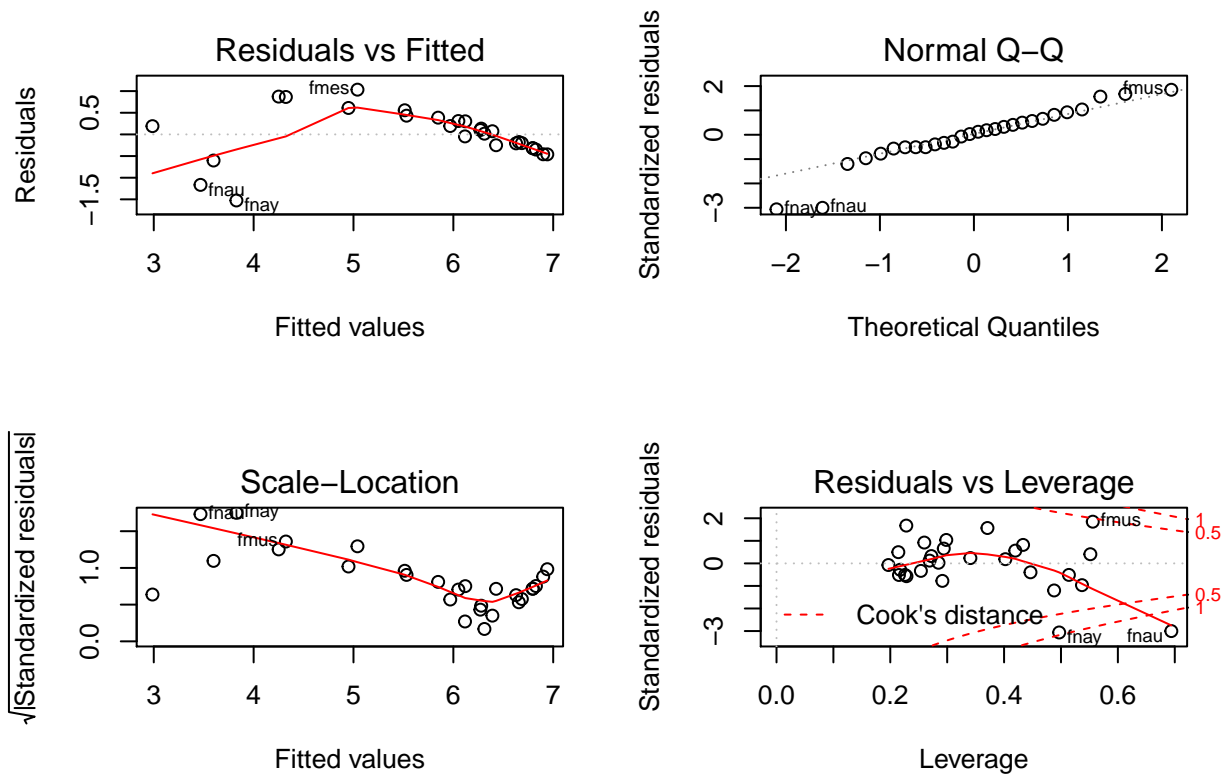 Residuals vs Fitted
Residuals
0.5
−1.5
fmes
fnau
fnay
3 4 5 6 7
Fitted values
Normal Q−Q
Standardized residuals
2
0
−3
fmus
fnay
fnau
−2 −1 0 1 2
Theoretical Quantiles
Scale−Location
√|Standardized residuals|
1.0
0.0
fnau
fnay
fmus
3 4 5 6 7
Fitted values
Residuals vs Leverage
Standardized residuals
2
0
−3
fmus
1
0.5
0.5
1
Cook's distance
fnay
fnau
0.0 0.2 0.4 0.6
Leverage